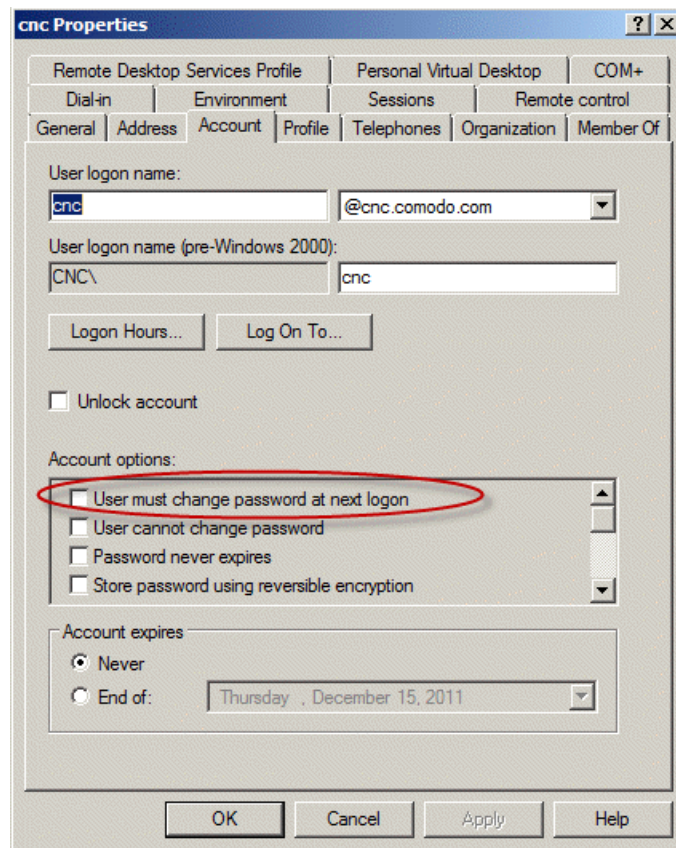 cnc Properties
Remote Desktop Services Profile Personal Virtual Desktop COM+
Dial-in Environment Sessions Remote control
General Address Account Profile Telephones Organization Member Of
User logon name:
cnc @cnc.comodo.com
User logon name (pre-Windows 2000):
CNC\ cnc
Logon Hours... Log On To...
Unlock account
Account options:
User must change password at next logon
User cannot change password
Password never expires
Store password using reversible encryption
Account expires
Never
End of: Thursday , December 15, 2011
OK Cancel Apply Help